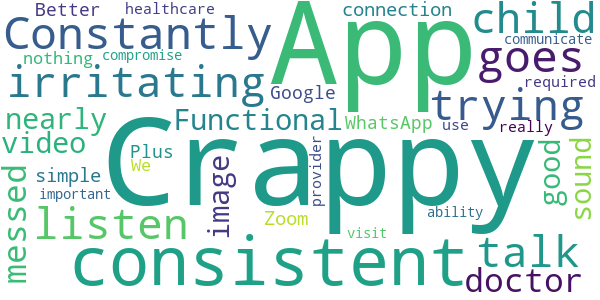 Better
healthcare
connection
child
Constantly
App
communicate
nothing
compromise
goes
irritating
Google
required
trying
nearly
Functional
WhatsApp
use
really
video
Crappy
Plus
We
provider
good
sound
simple
image
important
messed
listen
Zoom
ability
visit
talk
consistent
doctor